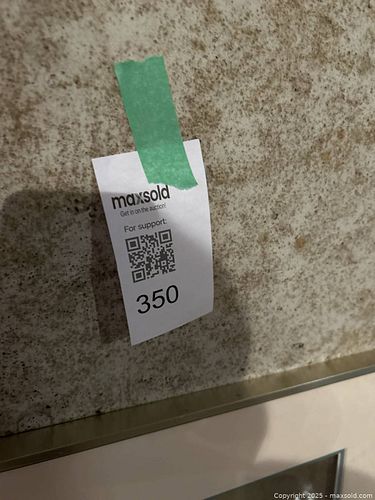 maxsold
Get in on the auction!
For support:
350
Copyright © 2025 - maxsold.com